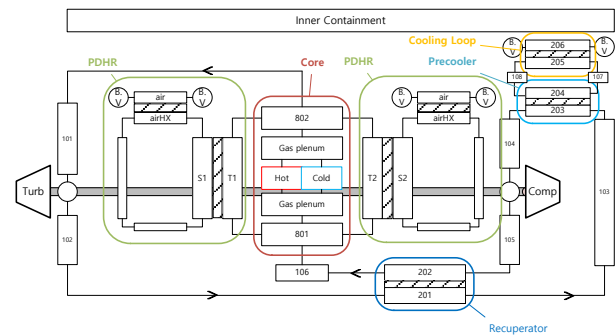 Inner Containment
Cooling Loop
B.
V
206
B.
V
205
PDHR
Core
PDHR
Precooler
108
107
B.
V
air
B.
V
B.
V
air
B.
V
204
airHX
802
airHX
203
101
Gas plenum
104
S1
T1
Hot
Cold
T2
S2
103
Turb
Comp
Gas plenum
102
801
105
106
202
201
Recuperator